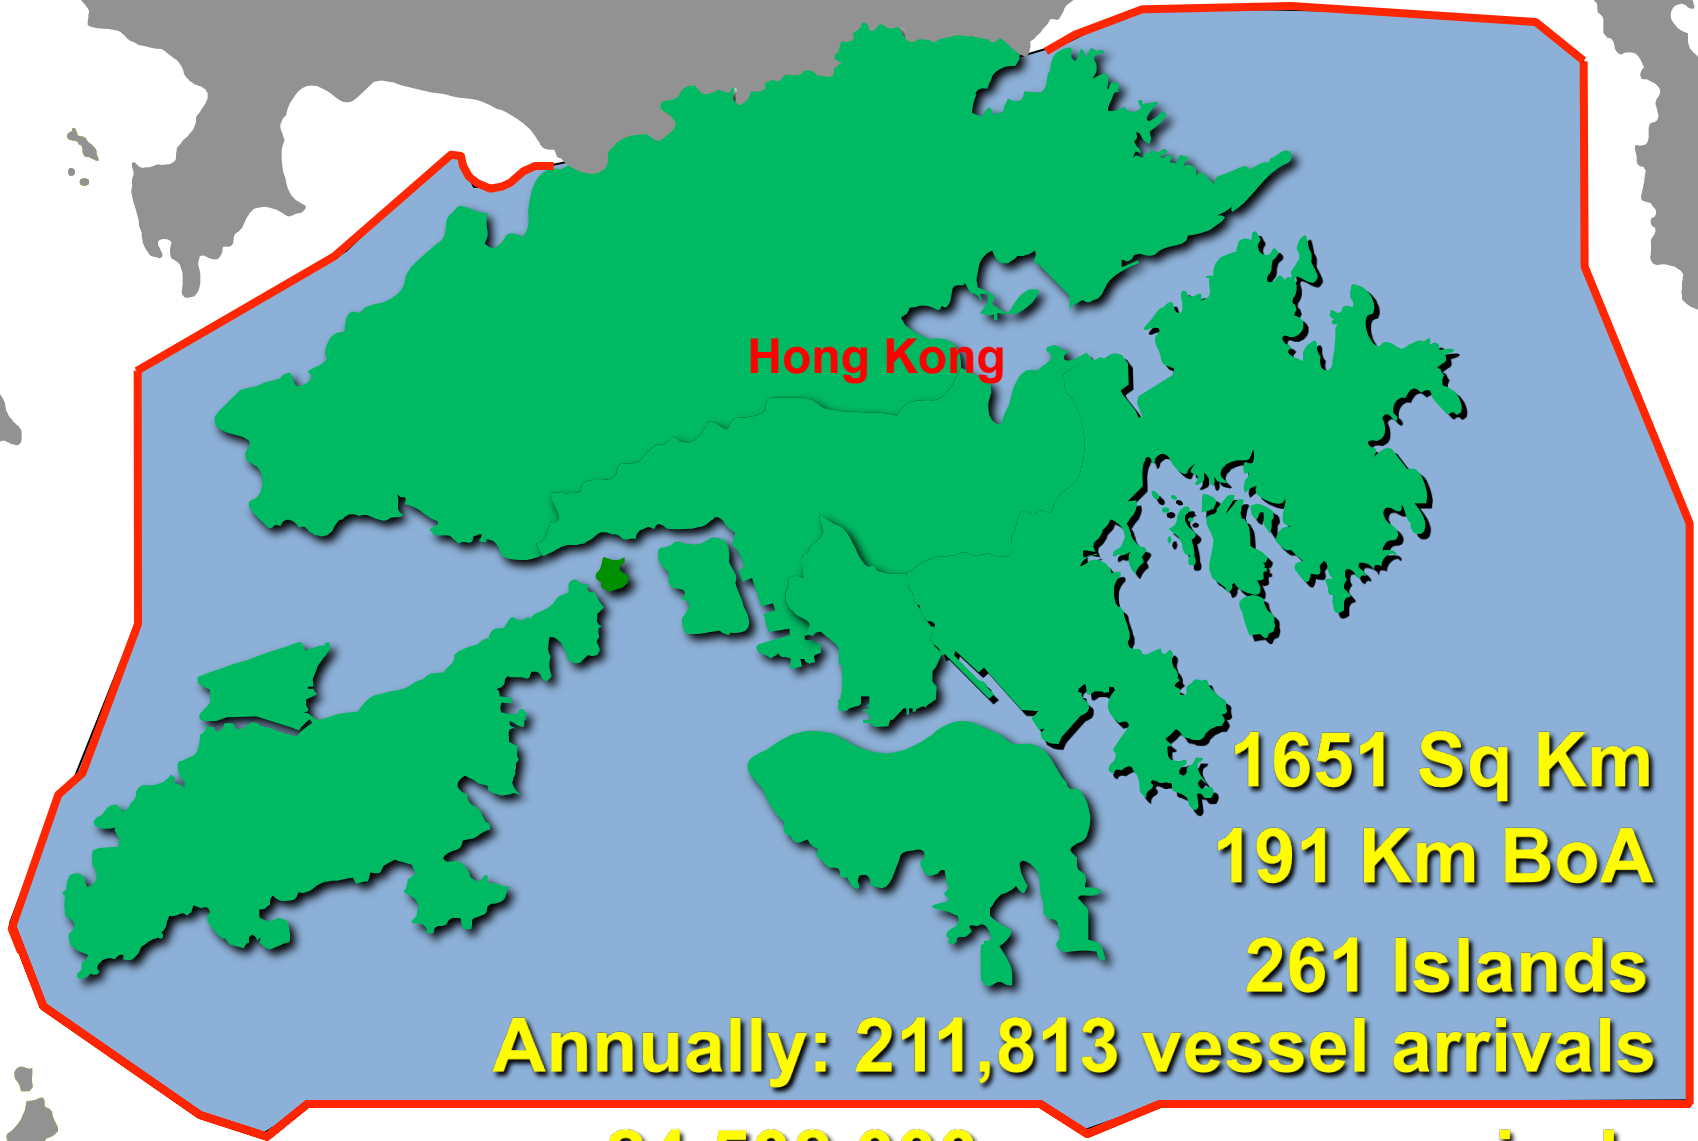 Hong Kong
1651 Sq Km
191 Km BoA
261 Islands
Annually: 211,813 vessel arrivals